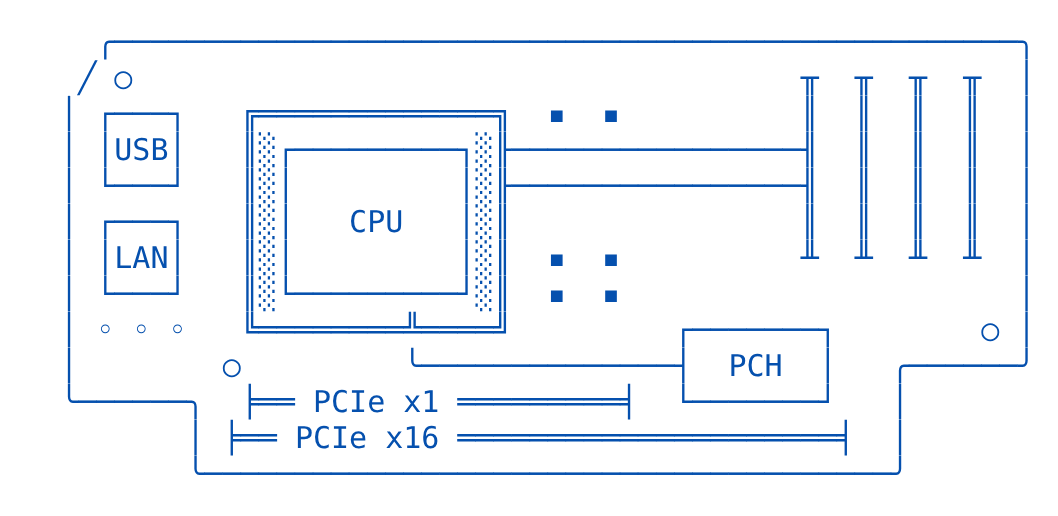 USB
CPU
LAN
PCH
PCIe x1
PCIe x16